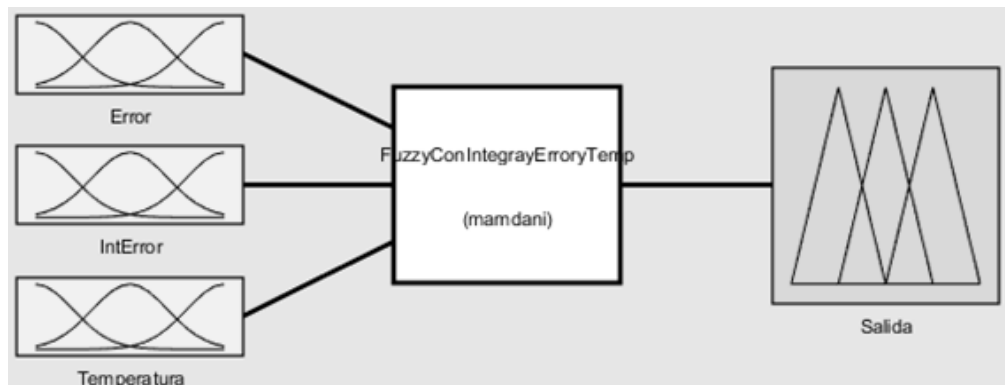 Error
FuzzyConIntegrayErroryTemp
IntError
(mamdani)
Salida
Temperatura